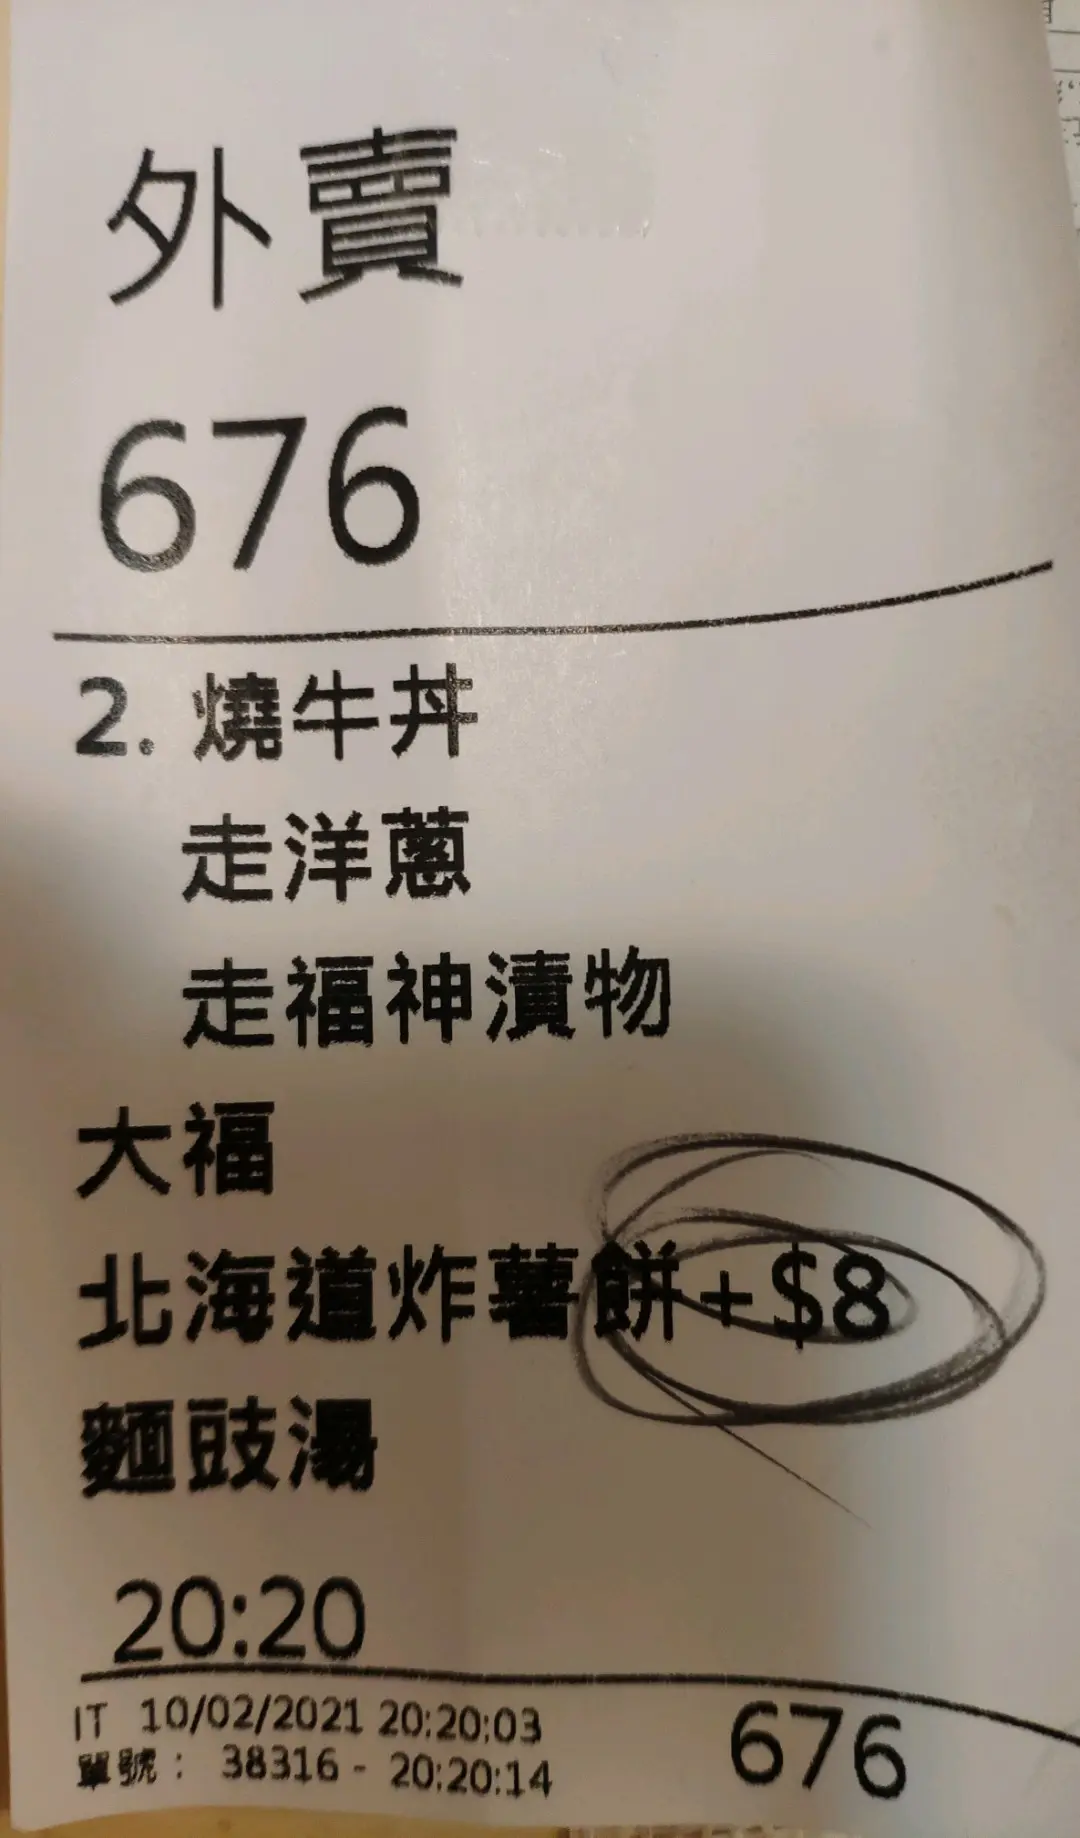 外賣
676
2. 燒牛丼
走洋蔥
走福神漬物
大福
北海道炸薯餅+$8
麵豉湯
20:20
IT 10/02/2021 20:20:03
單號： 38316 - 20:20:14
676